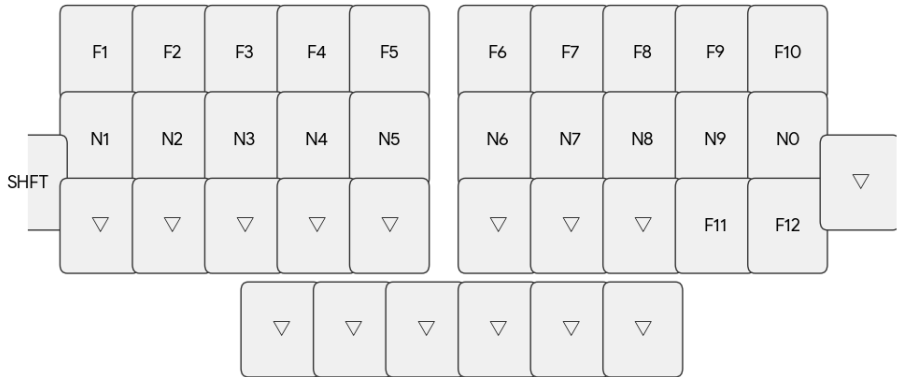 F1 F2 F3 F4 F5 F6 F7 F8 F9 F10
N1 N2 N3 N4 N5 N6 N7 N8 N9 N0
SHFT ▽
▽ ▽ ▽ ▽ ▽ ▽ ▽ ▽ F11 F12
▽ ▽ ▽ ▽ ▽ ▽